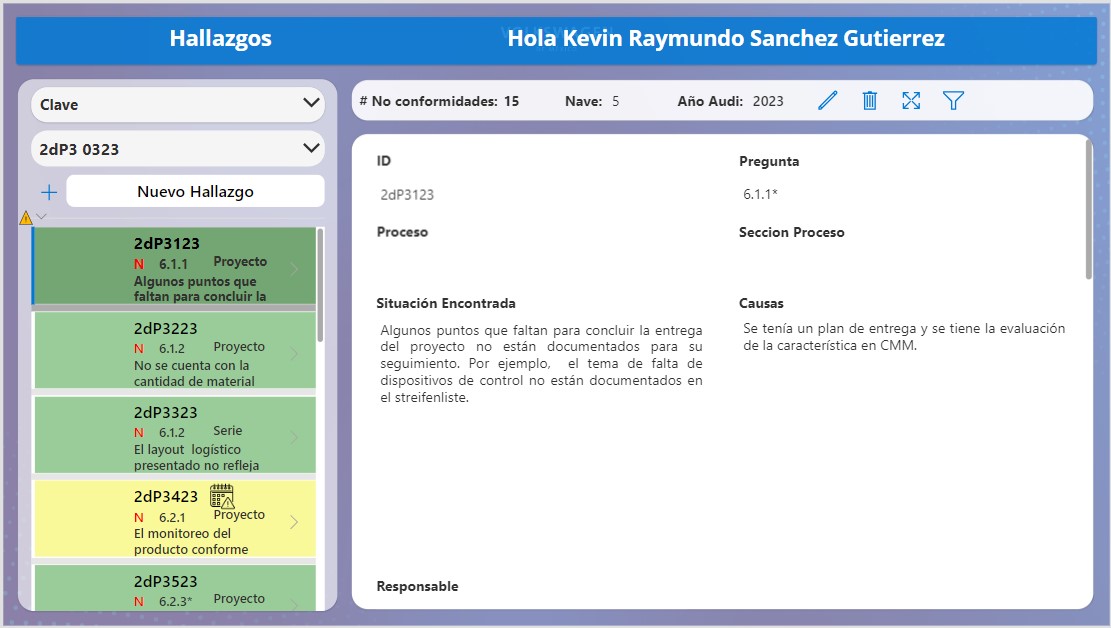 Hallazgos
Hola Kevin Raymundo Sanchez Gutierrez
Clave
2dP3 0323
Nuevo Hallazgo
2dP3123
N 6.1.1 Proyecto
Algunos puntos que
faltan para concluir la
2dP3223
N 6.1.2 Proyecto
No se cuenta con la
cantidad de material
2dP3323
N 6.1.2 Serie
El layout logístico
presentado no refleja
2dP3423
N 6.2.1 Proyecto
El monitoreo del
producto conforme
2dP3523
N 6.2.3* Proyecto
# No conformidades: 15 Nave: 5 Año Audi: 2023
ID
2dP3123
Pregunta
6.1.1*
Proceso
Seccion Proceso
Situación Encontrada
Algunos puntos que faltan para concluir la entrega
del proyecto no están documentados para su
seguimiento. Por ejemplo, el tema de falta de
dispositivos de control no están documentados en
el streifenliste.
Causas
Se tenía un plan de entrega y se tiene la evaluación
de la característica en CMM.
Responsable